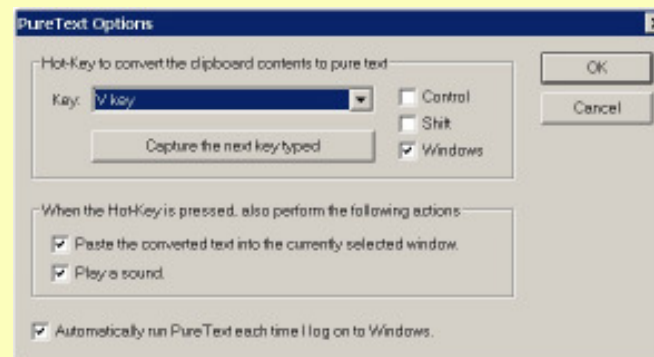 PureText Options
Hot-Key to convert the clipboard contents to pure text
OK
Key: V key
Control
Cancel
Shift
Capture the next key typed
Windows
When the Hot-Key is pressed, also perform the following actions
Paste the converted text into the currently selected window.
Play a sound.
Automatically run PureText each time I log on to Windows.